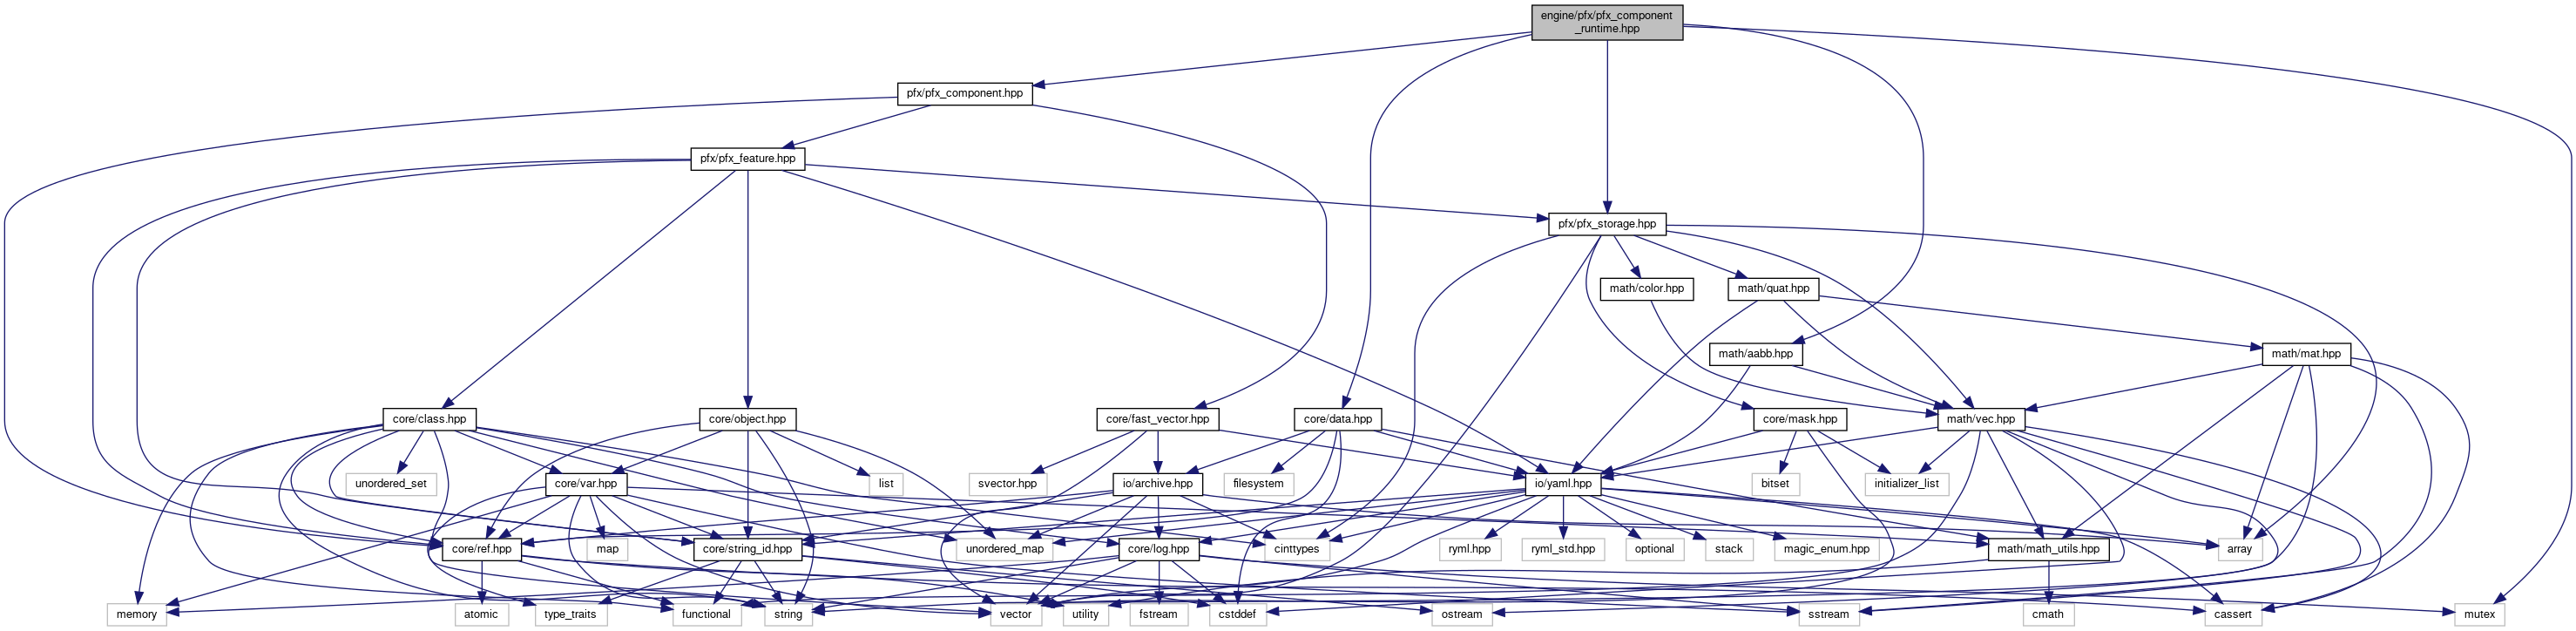 engine/pfx/pfx_component
_runtime.hpp
pfx/pfx_component.hpp
pfx/pfx_feature.hpp
pfx/pfx_storage.hpp
math/color.hpp
math/quat.hpp
math/aabb.hpp
math/mat.hpp
core/class.hpp
core/object.hpp
core/fast_vector.hpp
core/data.hpp
core/mask.hpp
math/vec.hpp
unordered_set
core/var.hpp
list
svector.hpp
io/archive.hpp
filesystem
io/yaml.hpp
bitset
initializer_list
core/ref.hpp
map
core/string_id.hpp
unordered_map
core/log.hpp
cinttypes
ryml.hpp
ryml_std.hpp
optional
stack
magic_enum.hpp
math/math_utils.hpp
array
memory
atomic
type_traits
functional
string
vector
utility
fstream
cstddef
ostream
sstream
cmath
cassert
mutex